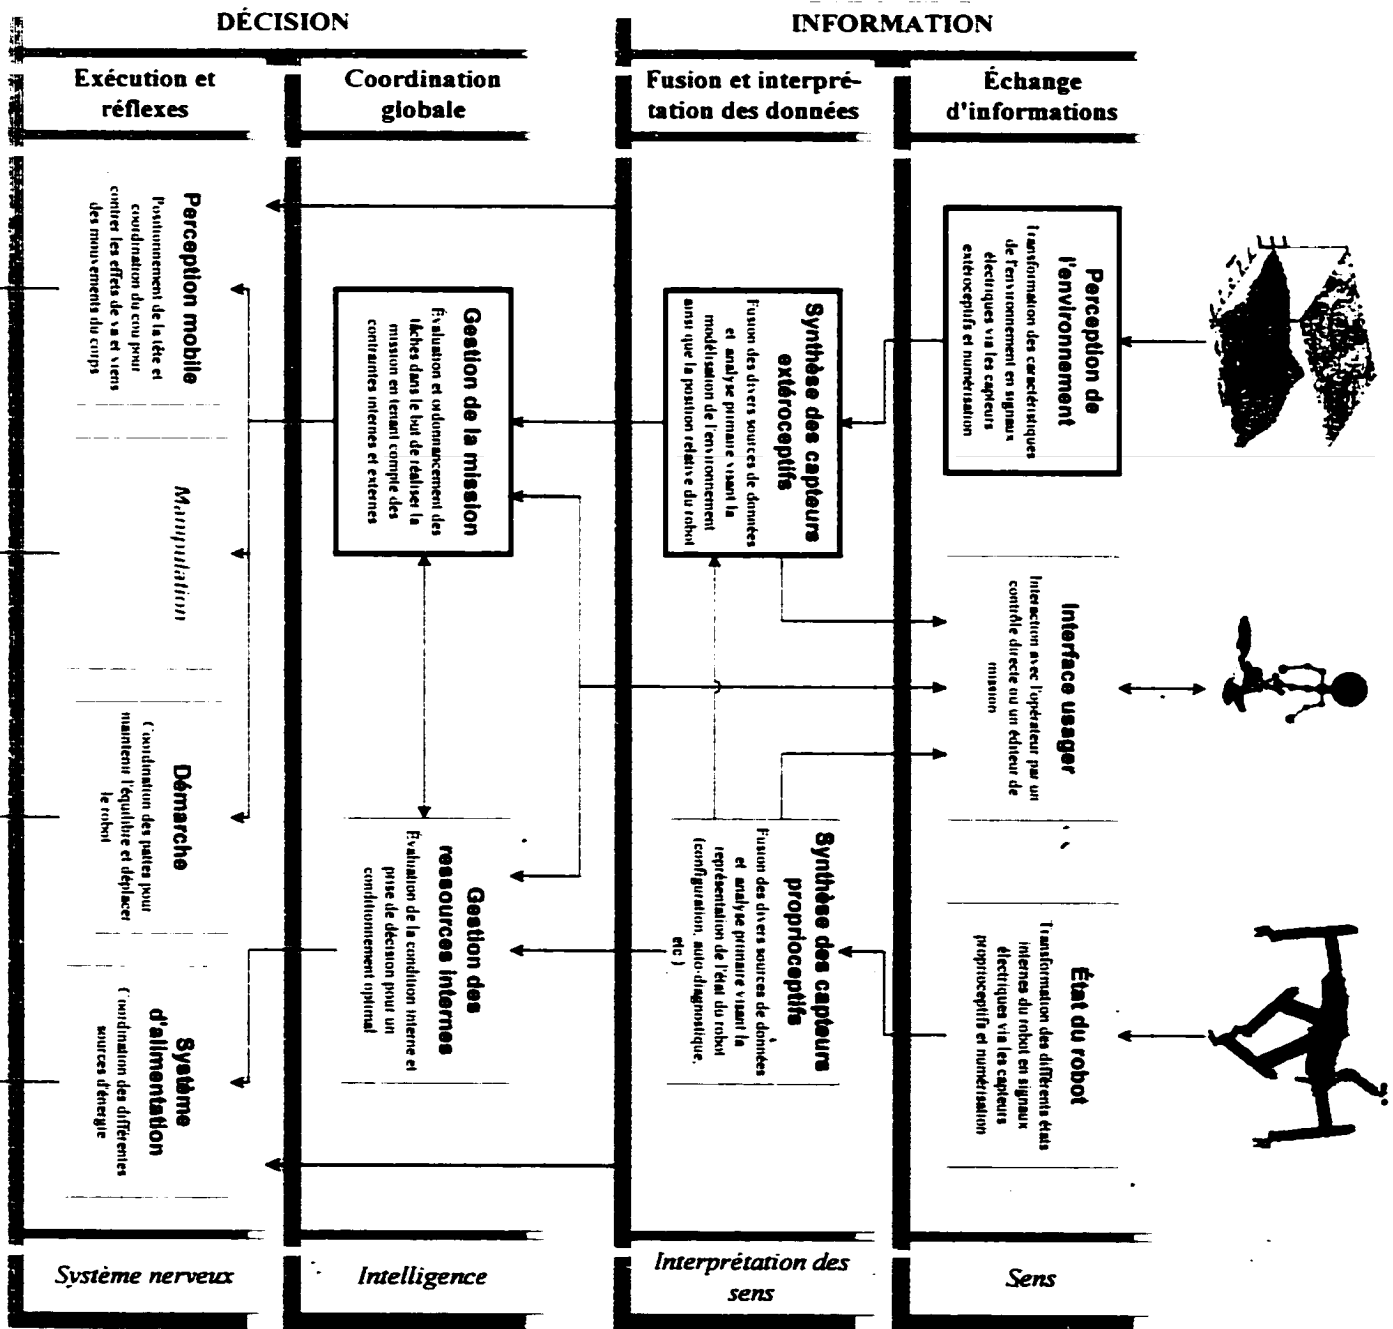 DÉCISION
INFORMATION
Exécution et
réflexes
Coordination
globale
Fusion et interpré-
tation des données
Échange
d'informations
Perception mobile
Positionnement de la tête et
coordination du cou pour
contrer les effets de va et viens
des mouvements du corps
Manipulation
Démarche
Coordination des pattes pour
maintenir l'équilibre et déplacer
le robot
Système
d'alimentation
Coordination des différentes
sources d'énergie
Gestion de la mission
Évaluation et ordonnancement des
tâches dans le but de réaliser la
mission en tenant compte des
contraintes internes et externes
Gestion des
ressources internes
Évaluation de la condition interne et
prise de décision pour un
conditionnement optimal
Synthèse des capteurs
extéroceptifs
Fusion des divers sources de données
et analyse primaire visant la
modélisation de l'environnement
ainsi que la position relative du robot
Synthèse des capteurs
proprioceptifs
Fusion des divers sources de données
et analyse primaire visant la
représentation de l'état du robot
(configuration, auto-diagnostique,
etc )
Perception de
l'environnement
Transformation des caractéristiques
de l'environnement en signaux
électriques via les capteurs
extéroceptifs et numérisation
Interface usager
Interaction avec l'opérateur par un
contrôle directe ou un éditeur de
mission
État du robot
Transformation des différents états
internes du robot en signaux
électriques via les capteurs
proprioceptifs et numérisation
Système nerveux
Intelligence
Interprétation des
sens
Sens